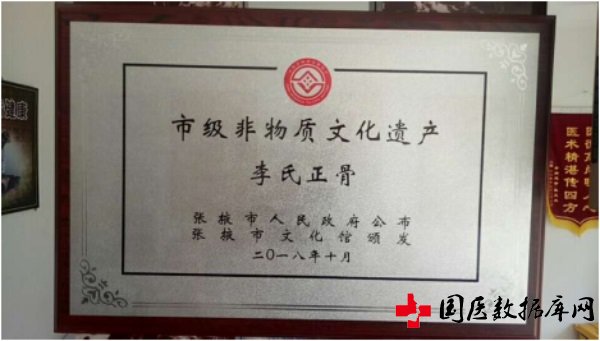 市级非物质文化遗产
李氏正骨
张掖市人民政府公布
张掖市文化馆颁发
二〇一八年十月
医术精湛传四方
健康
国医数据库网